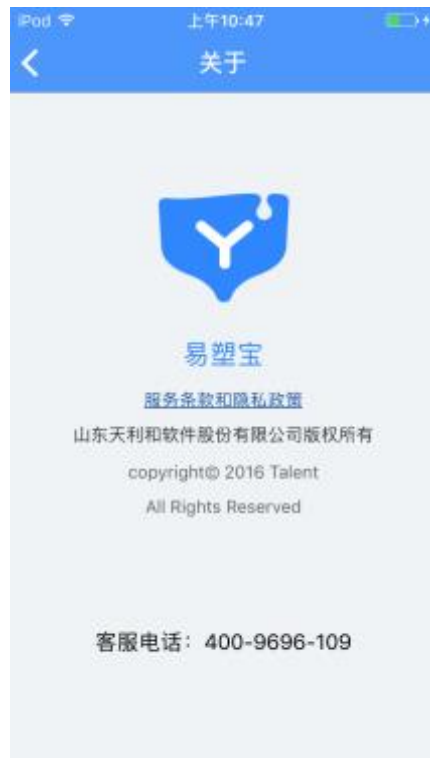 iPod 上午10:47
关于
Y
易塑宝
服务条款和隐私政策
山东天利和软件股份有限公司版权所有
copyright© 2016 Talent
All Rights Reserved
客服电话：400-9696-109